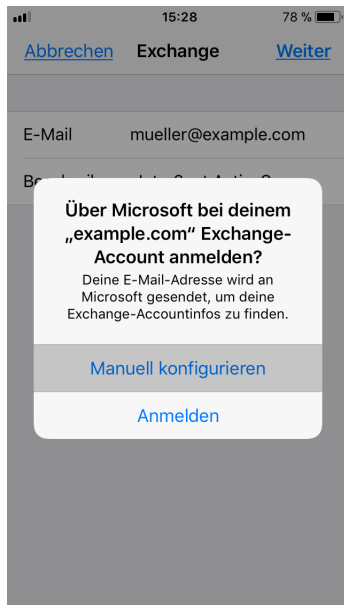 15:28
78 %
Abbrechen Exchange Weiter
E-Mail mueller@example.com
Über Microsoft bei deinem
„example.com“ Exchange-
Account anmelden?
Deine E-Mail-Adresse wird an
Microsoft gesendet, um deine
Exchange-Accountinfos zu finden.
Manuell konfigurieren
Anmelden